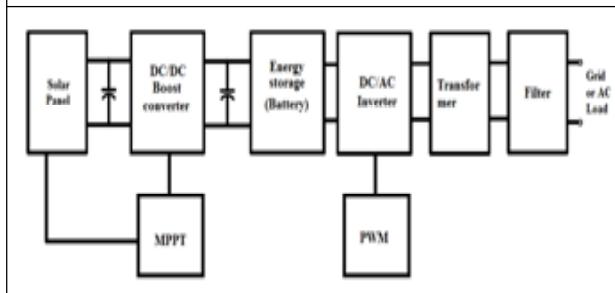 Solar
Panel
DC/DC
Boost
converter
Energy
storage
(Battery)
DC/AC
Inverter
Transfor
mer
Filter
Grid
or AC
Load
MPPT
PWM